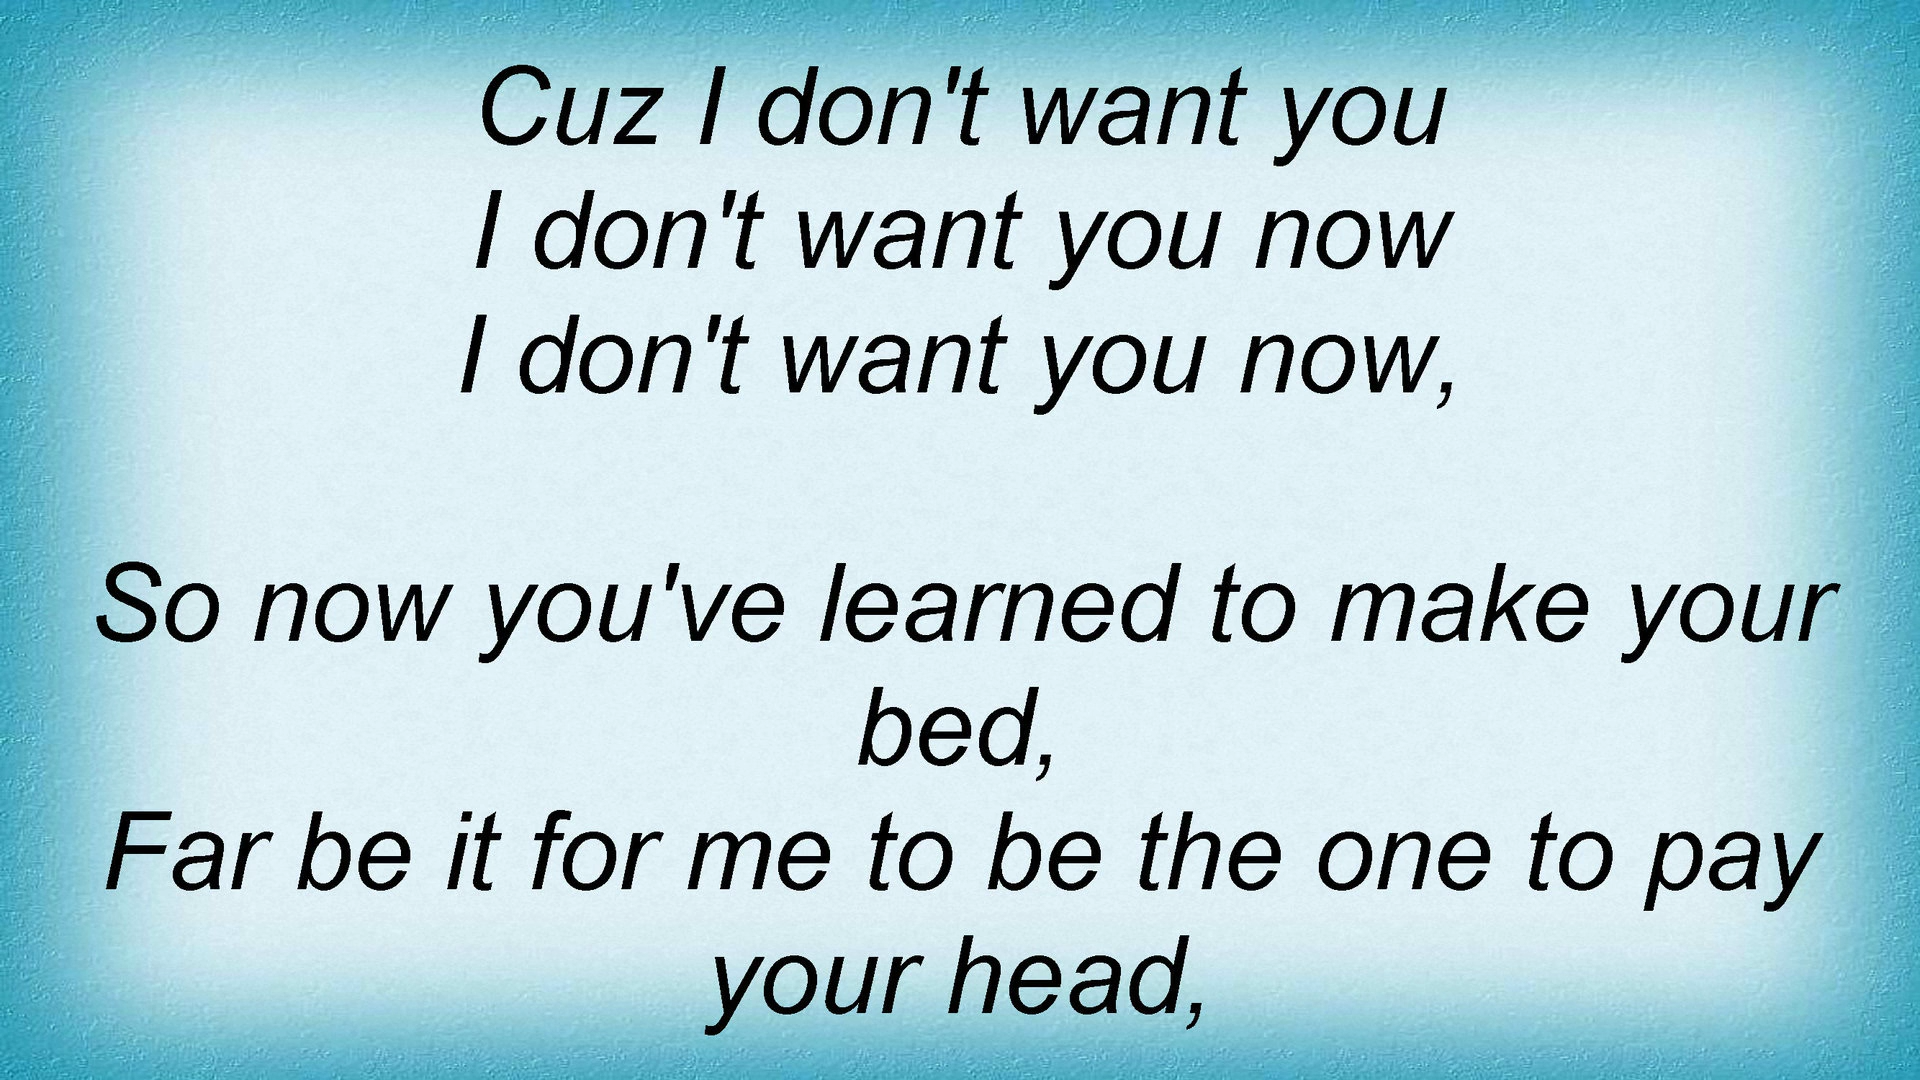 Cuz I don't want you
I don't want you now
I don't want you now,
So now you've learned to make your
bed,
Far be it for me to be the one to pay
your head,